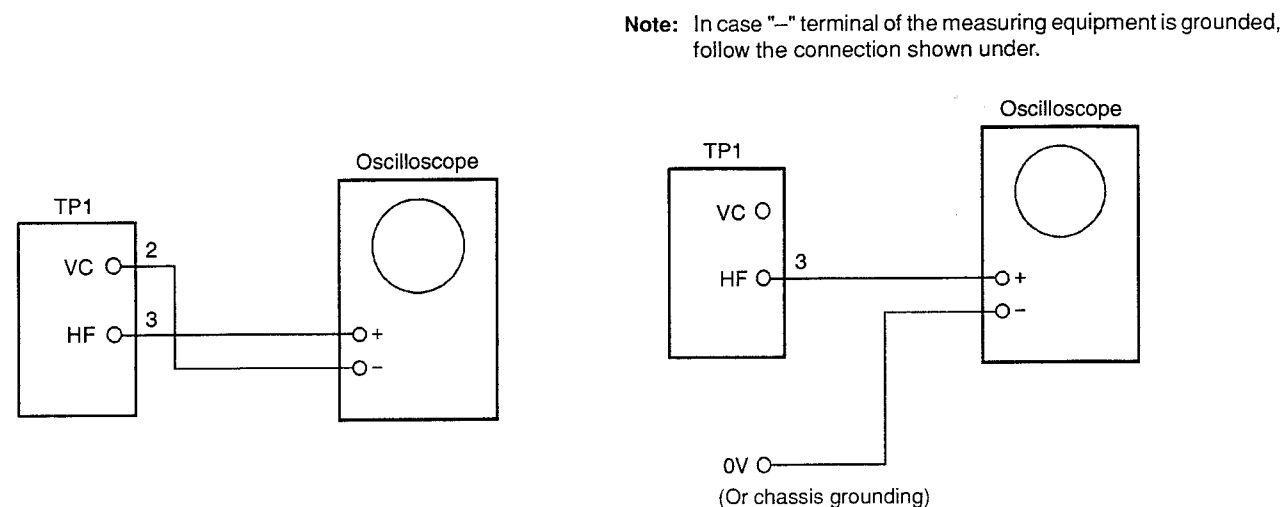 Note: In case "–" terminal of the measuring equipment is grounded,
follow the connection shown under.
Oscilloscope
TP1
VC
2
HF
3
+
–
Oscilloscope
TP1
VC
HF
3
+
–
0V
(Or chassis grounding)